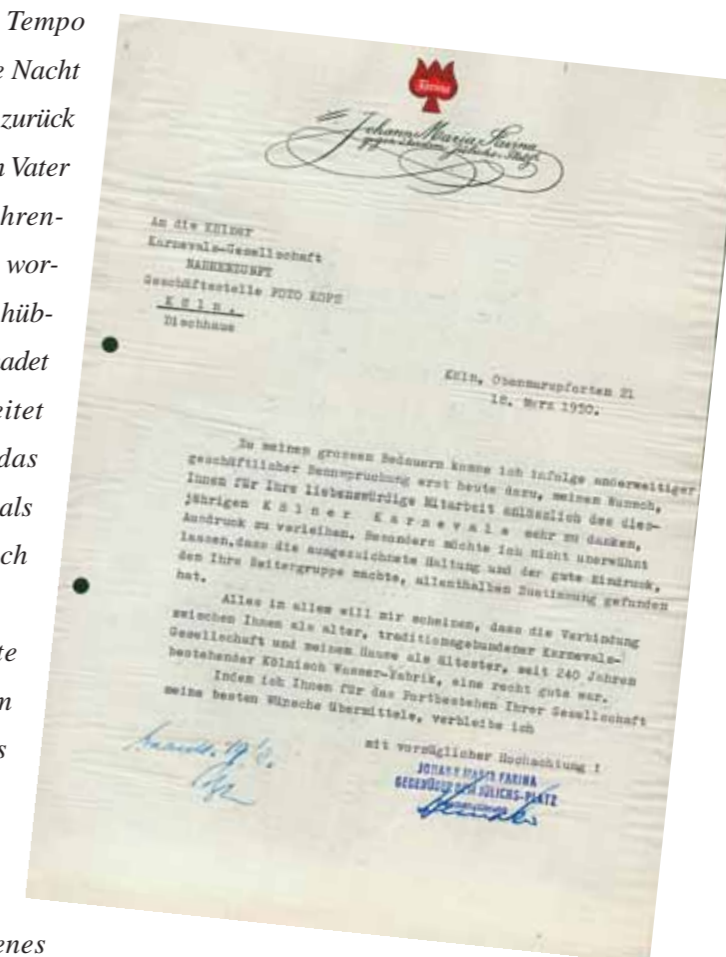 Tempo
e Nacht
zurück
n Vater
hren-
wor-
hüb-
adet
eitet
das
als
ch
te
n
s
enes
Farina
Johann Maria Farina
gegenüber dem Jülichs-Platz
An die Kölner
Karnevals-Gesellschaft
NARRENZUNFT
Geschäftsstelle FOTO
K ö l n .
Dischhaus
Köln, Obenmarspforten 21
März 1950.
Zu meinem grossen Bedauern komme ich infolge anderweitiger
geschäftlicher erst heute dazu, meinem Wunsch,
Ihnen für Ihre liebenswürdige Mitarbeit anlässlich des dies-
jährigen K ö l n e r K a r n e v a l s sehr zu danken,
Ausdruck zu verleihen. Besonders möchte ich nicht unerwähnt
lassen, dass die ausgezeichnete Haltung und der gute Eindruck,
den Ihre Reitergruppe machte, allenthalben Zustimmung gefunden
hat.
Alles in allem will mir scheinen, dass die Verbindung
zwischen Ihnen als alter, traditionsgebundener Karnevals-
Gesellschaft und meinem Hause als ältester, seit 240 Jahren
bestehender Kölnisch Wasser-Fabrik, eine recht gute war.
Indem ich Ihnen für das Fortbestehen Ihrer Gesellschaft
meine besten Wünsche übermittele, verbleibe ich
mit vorzüglicher Hochachtung !
JOHANN MARIA FARINA
GEGENÜBER DEM JÜLICHS-PLATZ